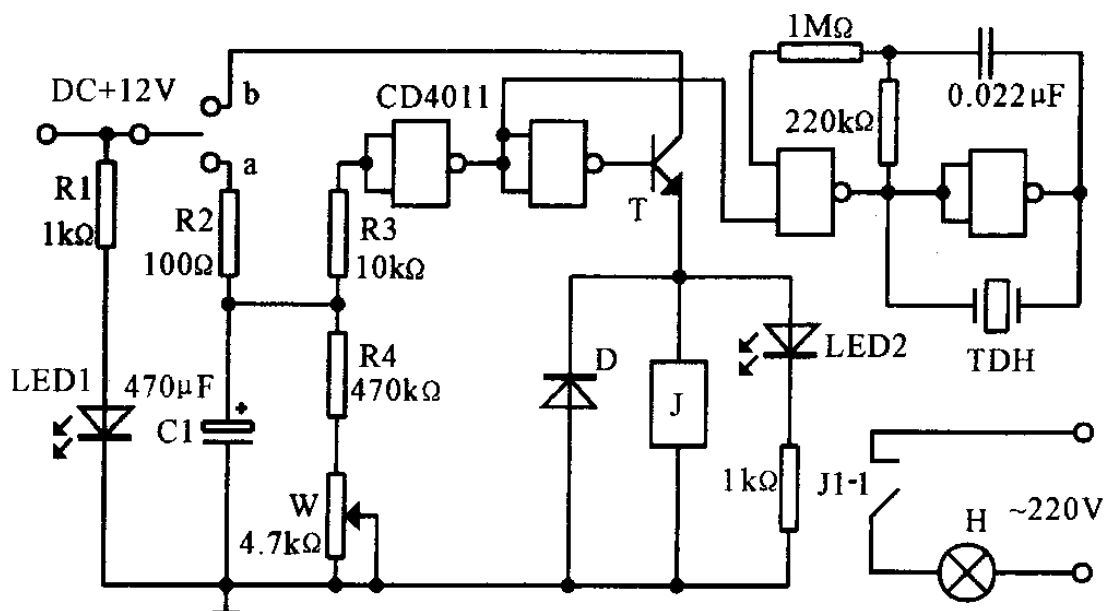 DC+12V
b
a
R1
1kΩ
R2
100Ω
R3
10kΩ
CD4011
T
1MΩ
0.022μF
220kΩ
TDH
LED1
470μF
C1
R4
470kΩ
W
4.7kΩ
D
J
LED2
1kΩ
J1-1
H
~220V